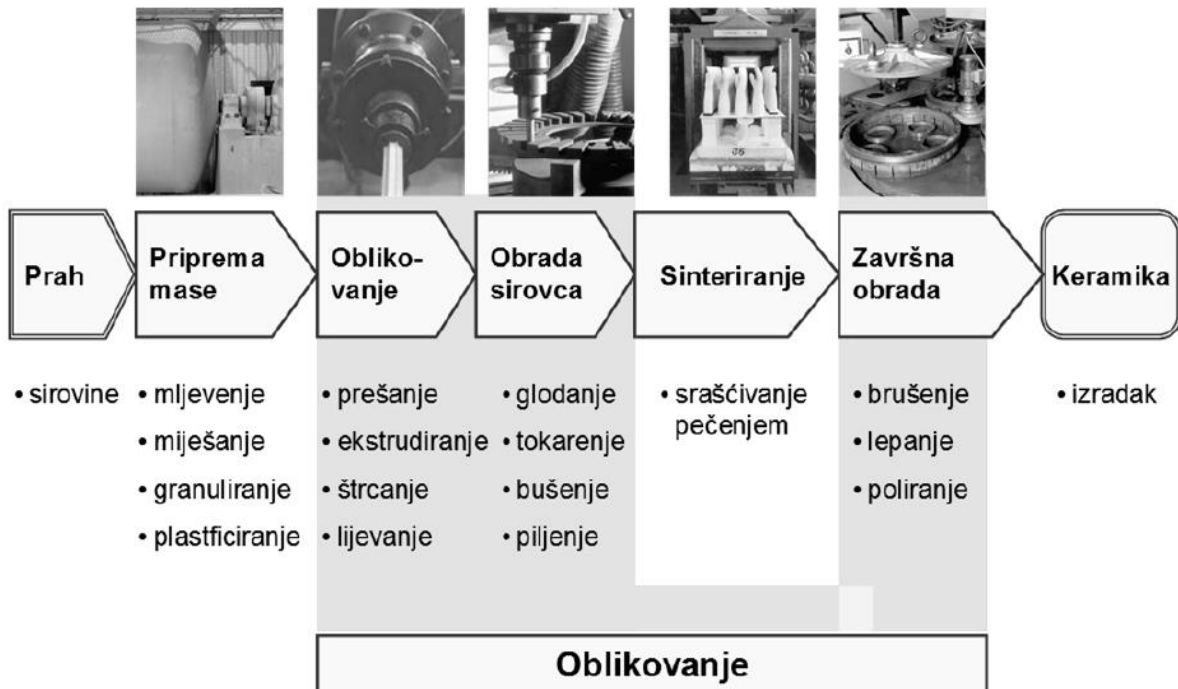 Prah
Priprema
mase
Obliko-
vanje
Obrada
sirovca
Sinteriranje
Završna
obrada
Keramika
• sirovine
• mljevenje
• miješanje
• granuliranje
• plastficiranje
• prešanje
• ekstrudiranje
• štrcanje
• lijevanje
• glodanje
• tokarenje
• bušenje
• piljenje
• srašćivanje
pečenjem
• brušenje
• lepanje
• poliranje
• izradak
Oblikovanje